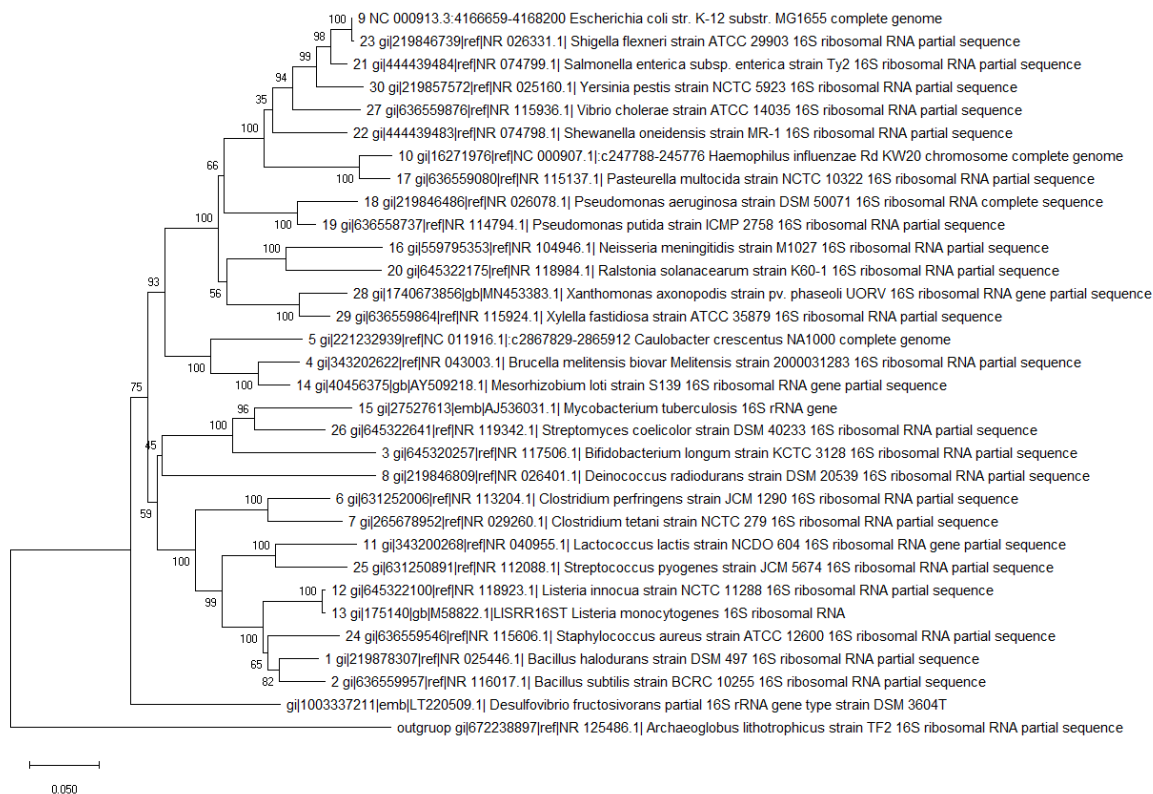 100
9 NC 000913.3:4166659-4168200 Escherichia coli str. K-12 substr. MG1655 complete genome
98
23 gi|219846739|ref|NR 026331.1| Shigella flexneri strain ATCC 29903 16S ribosomal RNA partial sequence
99
21 gi|444439484|ref|NR 074799.1| Salmonella enterica subsp. enterica strain Ty2 16S ribosomal RNA partial sequence
94
30 gi|219857572|ref|NR 025160.1| Yersinia pestis strain NCTC 5923 16S ribosomal RNA partial sequence
35
27 gi|636559876|ref|NR 115936.1| Vibrio cholerae strain ATCC 14035 16S ribosomal RNA partial sequence
100
22 gi|444439483|ref|NR 074798.1| Shewanella oneidensis strain MR-1 16S ribosomal RNA partial sequence
10 gi|16271976|ref|NC 000907.1|:c247788-245776 Haemophilus influenzae Rd KW20 chromosome complete genome
66
100
17 gi|636559080|ref|NR 115137.1| Pasteurella multocida strain NCTC 10322 16S ribosomal RNA partial sequence
18 gi|219846486|ref|NR 026078.1| Pseudomonas aeruginosa strain DSM 50071 16S ribosomal RNA complete sequence
100
100
19 gi|636558737|ref|NR 114794.1| Pseudomonas putida strain ICMP 2758 16S ribosomal RNA partial sequence
100
16 gi|559795353|ref|NR 104946.1| Neisseria meningitidis strain M1027 16S ribosomal RNA partial sequence
20 gi|645322175|ref|NR 118984.1| Ralstonia solanacearum strain K60-1 16S ribosomal RNA partial sequence
93
56
28 gi|1740673856|gb|MN453383.1| Xanthomonas axonopodis strain pv. phaseoli UORV 16S ribosomal RNA gene partial sequence
100
29 gi|636559864|ref|NR 115924.1| Xylella fastidiosa strain ATCC 35879 16S ribosomal RNA partial sequence
5 gi|221232939|ref|NC 011916.1|:c2867829-2865912 Caulobacter crescentus NA1000 complete genome
100
4 gi|343202622|ref|NR 043003.1| Brucella melitensis biovar Melitensis strain 2000031283 16S ribosomal RNA partial sequence
75
100
14 gi|40456375|gb|AY509218.1| Mesorhizobium loti strain S139 16S ribosomal RNA gene partial sequence
96
15 gi|27527613|emb|AJ536031.1| Mycobacterium tuberculosis 16S rRNA gene
100
26 gi|645322641|ref|NR 119342.1| Streptomyces coelicolor strain DSM 40233 16S ribosomal RNA partial sequence
45
3 gi|645320257|ref|NR 117506.1| Bifidobacterium longum strain KCTC 3128 16S ribosomal RNA partial sequence
8 gi|219846809|ref|NR 026401.1| Deinococcus radiodurans strain DSM 20539 16S ribosomal RNA partial sequence
100
6 gi|631252006|ref|NR 113204.1| Clostridium perfringens strain JCM 1290 16S ribosomal RNA partial sequence
59
7 gi|265678952|ref|NR 029260.1| Clostridium tetani strain NCTC 279 16S ribosomal RNA partial sequence
100
11 gi|343200268|ref|NR 040955.1| Lactococcus lactis strain NCDO 604 16S ribosomal RNA gene partial sequence
100
25 gi|631250891|ref|NR 112088.1| Streptococcus pyogenes strain JCM 5674 16S ribosomal RNA partial sequence
100
12 gi|645322100|ref|NR 118923.1| Listeria innocua strain NCTC 11288 16S ribosomal RNA partial sequence
99
13 gi|175140|gb|M58822.1|LISRR16ST Listeria monocytogenes 16S ribosomal RNA
100
24 gi|636559546|ref|NR 115606.1| Staphylococcus aureus strain ATCC 12600 16S ribosomal RNA partial sequence
65
1 gi|219878307|ref|NR 025446.1| Bacillus halodurans strain DSM 497 16S ribosomal RNA partial sequence
82
2 gi|636559957|ref|NR 116017.1| Bacillus subtilis strain BCRC 10255 16S ribosomal RNA partial sequence
gi|1003337211|emb|LT220509.1| Desulfovibrio fructosivorans partial 16S rRNA gene type strain DSM 3604T
outgruop gi|672238897|ref|NR 125486.1| Archaeoglobus lithotrophicus strain TF2 16S ribosomal RNA partial sequence
0.050